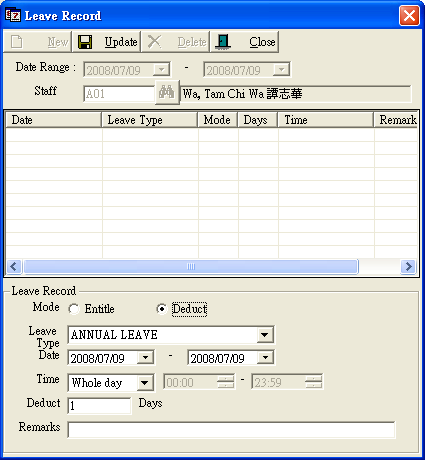 Leave Record
New Update Delete Close
Date Range : 2008/07/09 - 2008/07/09
Staff A01 Wa, Tam Chi Wa 譚志華
Date Leave Type Mode Days Time Remark
Leave Record
Mode Entitle Deduct
Leave Type ANNUAL LEAVE
Date 2008/07/09 - 2008/07/09
Time Whole day 00:00 - 23:59
Deduct 1 Days
Remarks